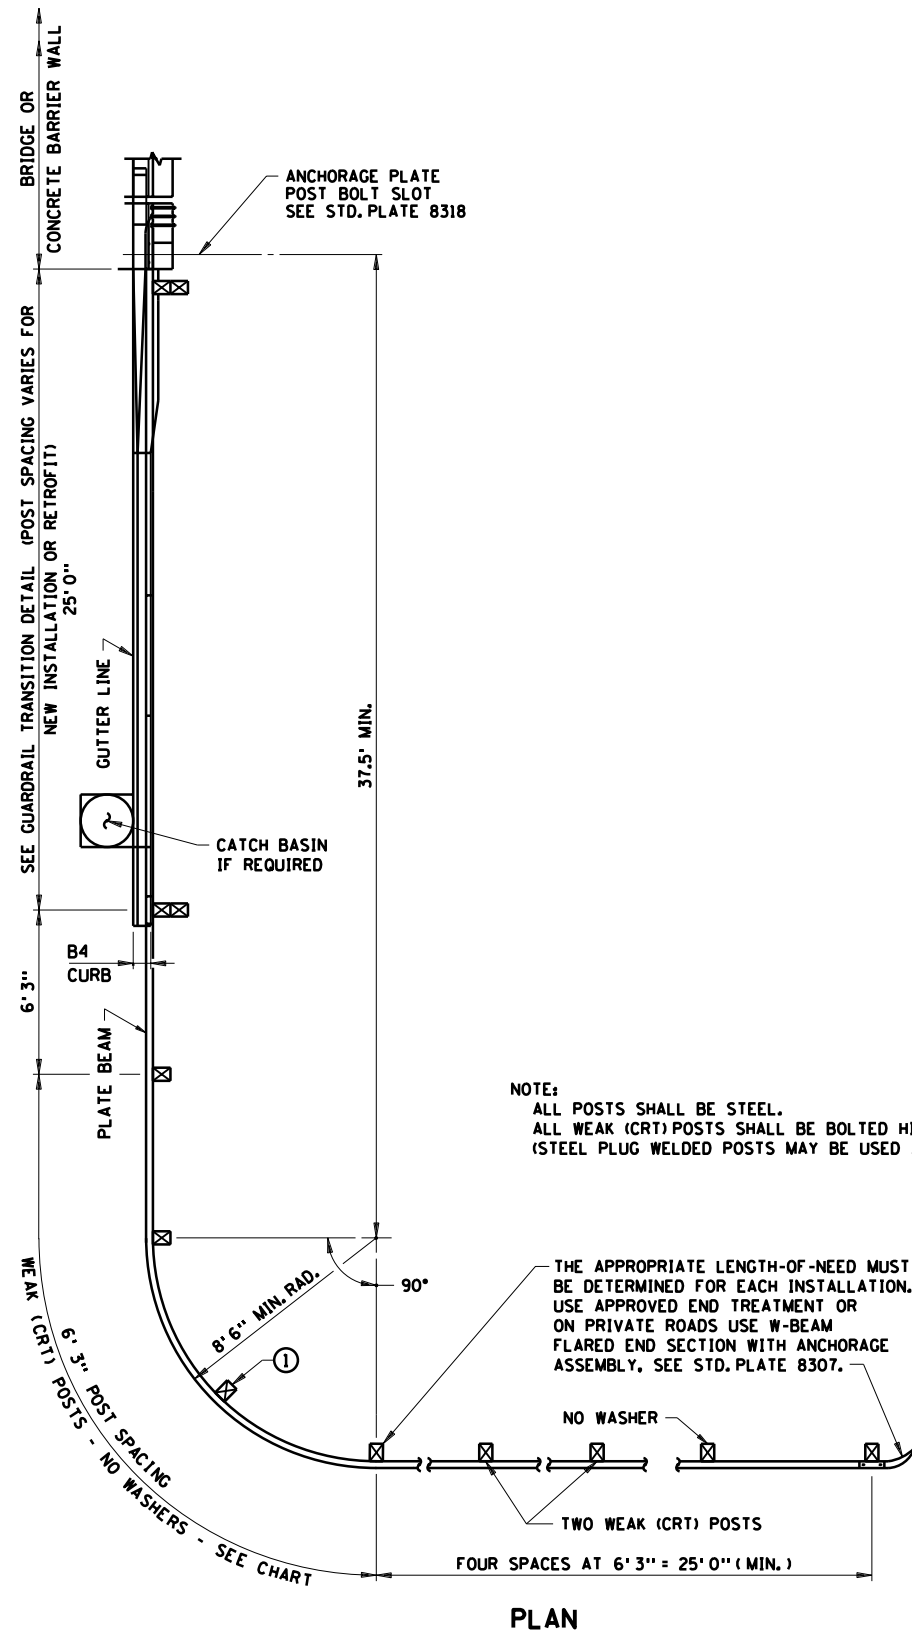 BRIDGE OR
CONCRETE BARRIER WALL
ANCHORAGE PLATE
POST BOLT SLOT
SEE STD. PLATE 8318
SEE GUARDRAIL TRANSITION DETAIL (POST SPACING VARIES FOR
NEW INSTALLATION OR RETROFIT)
25'0"
GUTTER LINE
37.5' MIN.
CATCH BASIN
IF REQUIRED
B4
CURB
6'3"
PLATE BEAM
NOTE:
ALL POSTS SHALL BE STEEL.
ALL WEAK (CRT) POSTS SHALL BE BOLTED
(STEEL PLUG WELDED POSTS MAY BE USED
90°
8'6" MIN. RAD.
1
THE APPROPRIATE LENGTH-OF-NEED MUST
BE DETERMINED FOR EACH INSTALLATION.
USE APPROVED END TREATMENT OR
ON PRIVATE ROADS USE W-BEAM
FLARED END SECTION WITH ANCHORAGE
ASSEMBLY, SEE STD. PLATE 8307.
6'3" POST SPACING
WEAK (CRT) POSTS - NO WASHERS - SEE CHART
NO WASHER
TWO WEAK (CRT) POSTS
FOUR SPACES AT 6'3" = 25'0" (MIN.)
PLAN